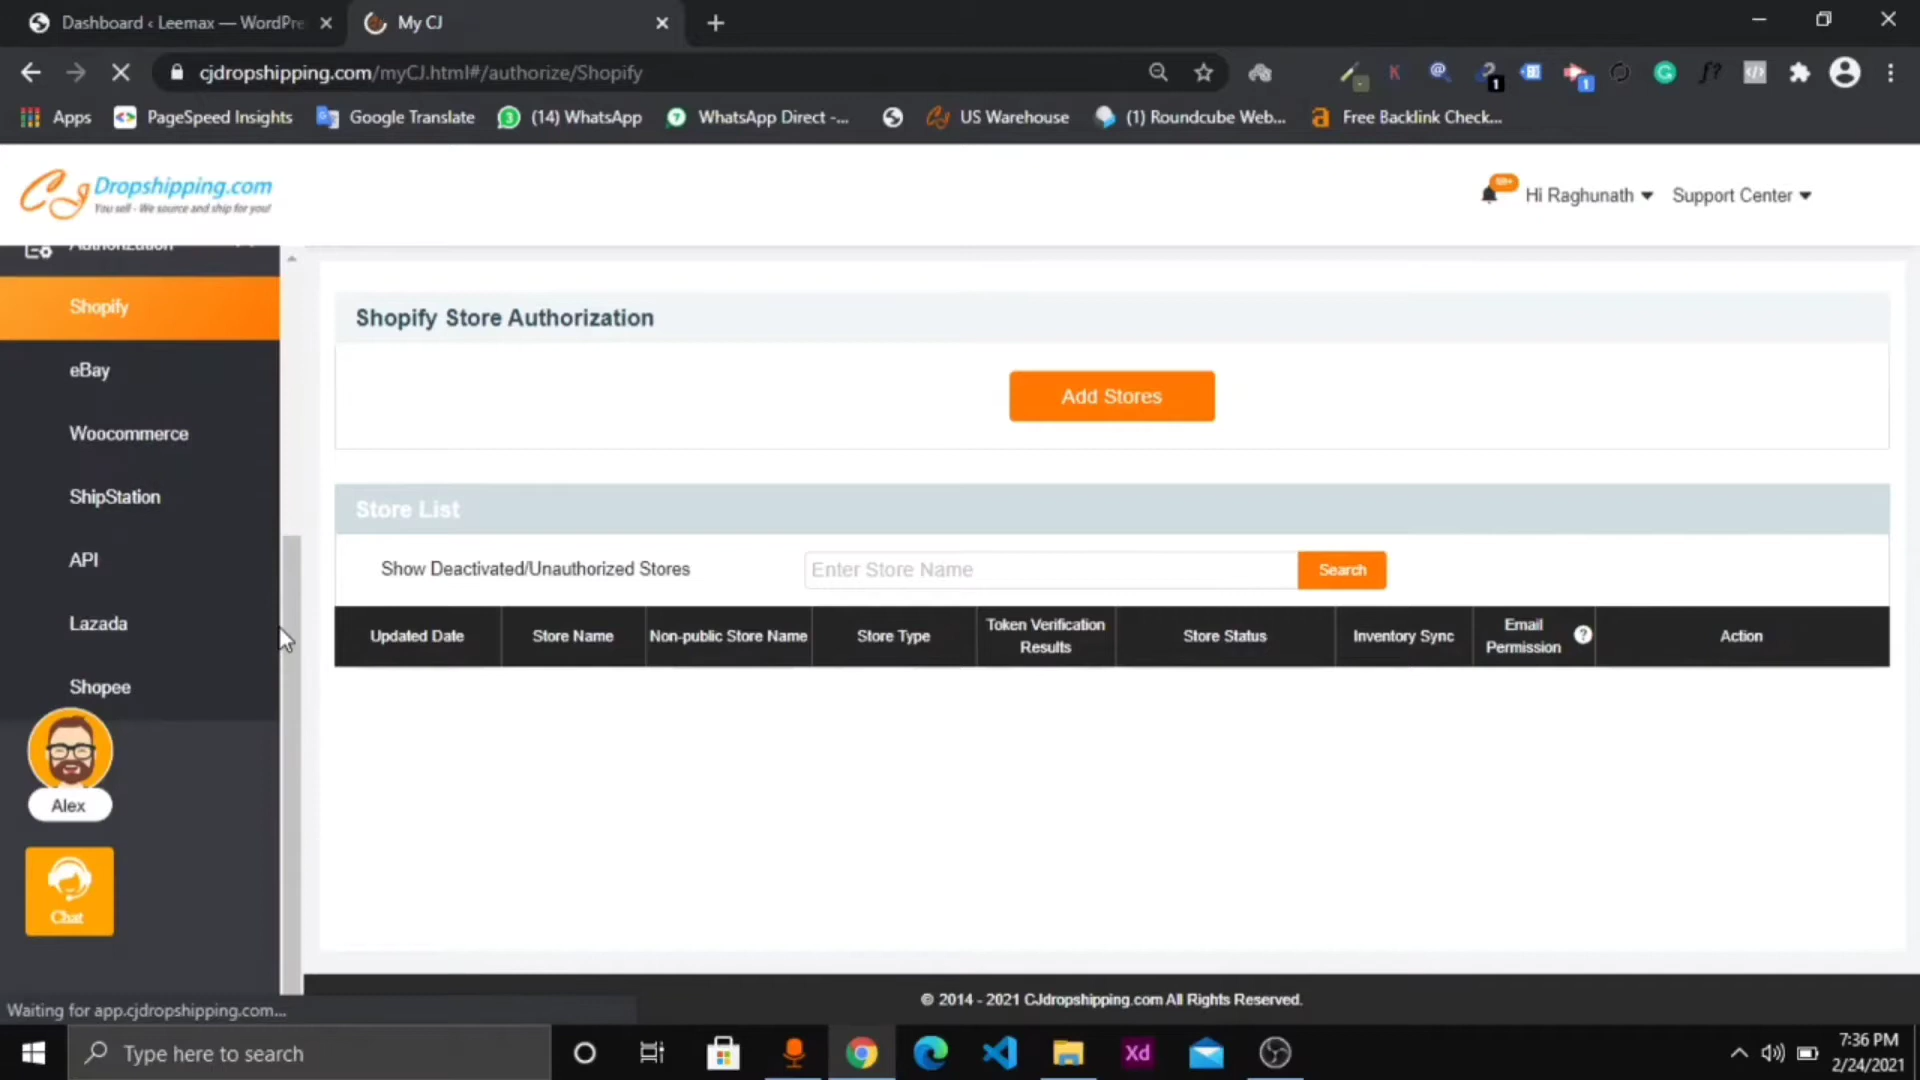 Dashboard ‹ Leemax — WordPre
My CJ
cjdropshipping.com/myCJ.html#/authorize/Shopify
Apps
PageSpeed Insights
Google Translate
(14) WhatsApp
WhatsApp Direct -...
US Warehouse
(1) Roundcube Web...
Free Backlink Check...
CJ Dropshipping.com
You sell - We source and ship for you!
99+
Hi Raghunath
Support Center
Authorization
Shopify
eBay
Woocommerce
ShipStation
API
Lazada
Shopee
Alex
Chat
Shopify Store Authorization
Add Stores
Store List
Show Deactivated/Unauthorized Stores
Enter Store Name
Search
Updated Date
Store Name
Non-public Store Name
Store Type
Token Verification
Results
Store Status
Inventory Sync
Email
Permission
?
Action
© 2014 - 2021 CJdropshipping.com All Rights Reserved.
Waiting for app.cjdropshipping.com...
Type here to search
Xd
7:36 PM
2/24/2021